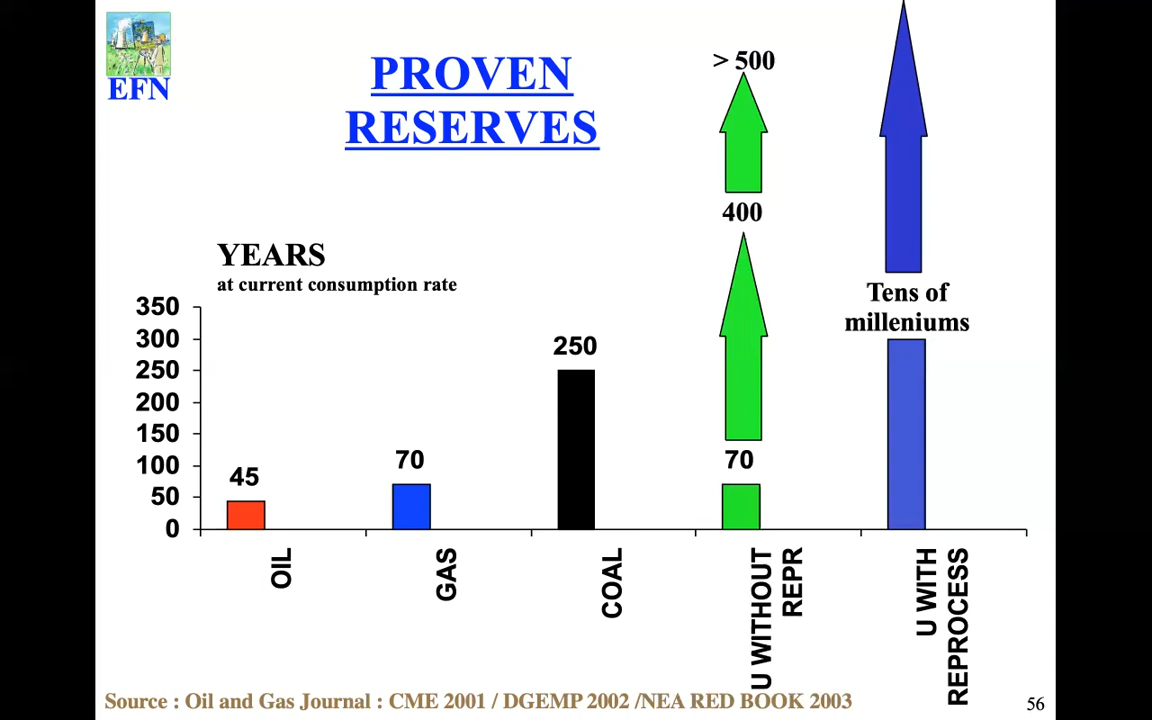 EFN
PROVEN
RESERVES
> 500
400
YEARS
at current consumption rate
Tens of
milleniums
350
300
250
200
150
100
50
0
45
70
250
70
OIL
GAS
COAL
U WITHOUT
REPR
U WITH
REPROCESS
Source : Oil and Gas Journal : CME 2001 / DGEMP 2002 /NEA RED BOOK 2003
56